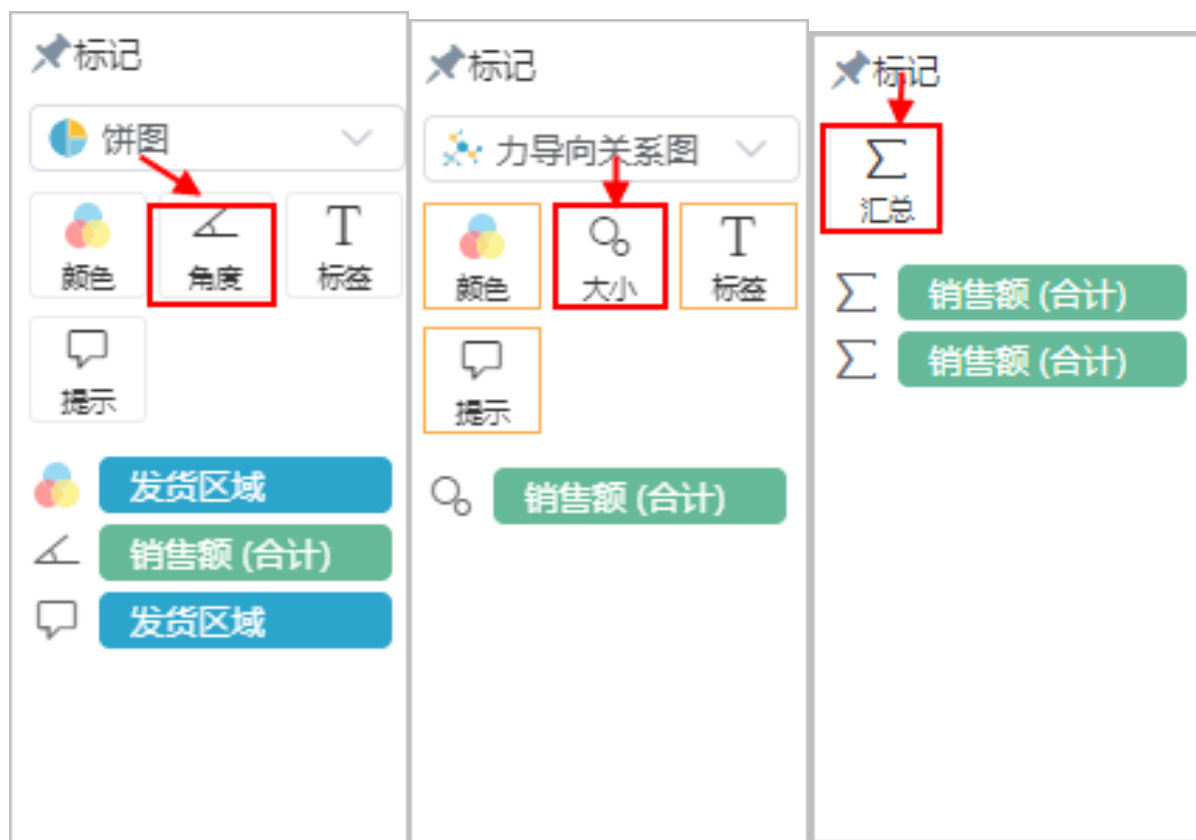 标记
饼图
颜色
角度
标签
提示
发货区域
销售额 (合计)
发货区域
标记
力导向关系图
颜色
大小
标签
提示
销售额 (合计)
标记
汇总
销售额 (合计)
销售额 (合计)